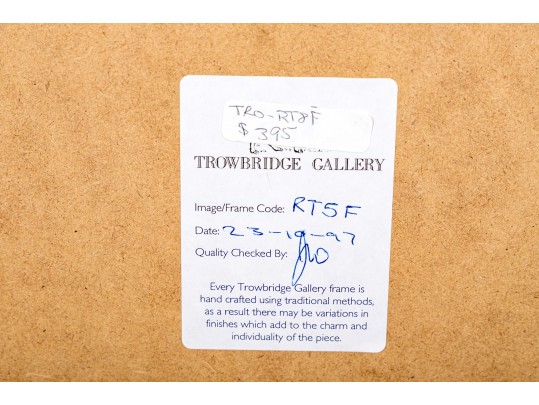 TRO-RT8F
$395
TROWBRIDGE GALLERY
Image/Frame Code: RT5F
Date: 23-10-97
Quality Checked By:
Every Trowbridge Gallery frame is
hand crafted using traditional methods,
as a result there may be variations in
finishes which add to the charm and
individuality of the piece.